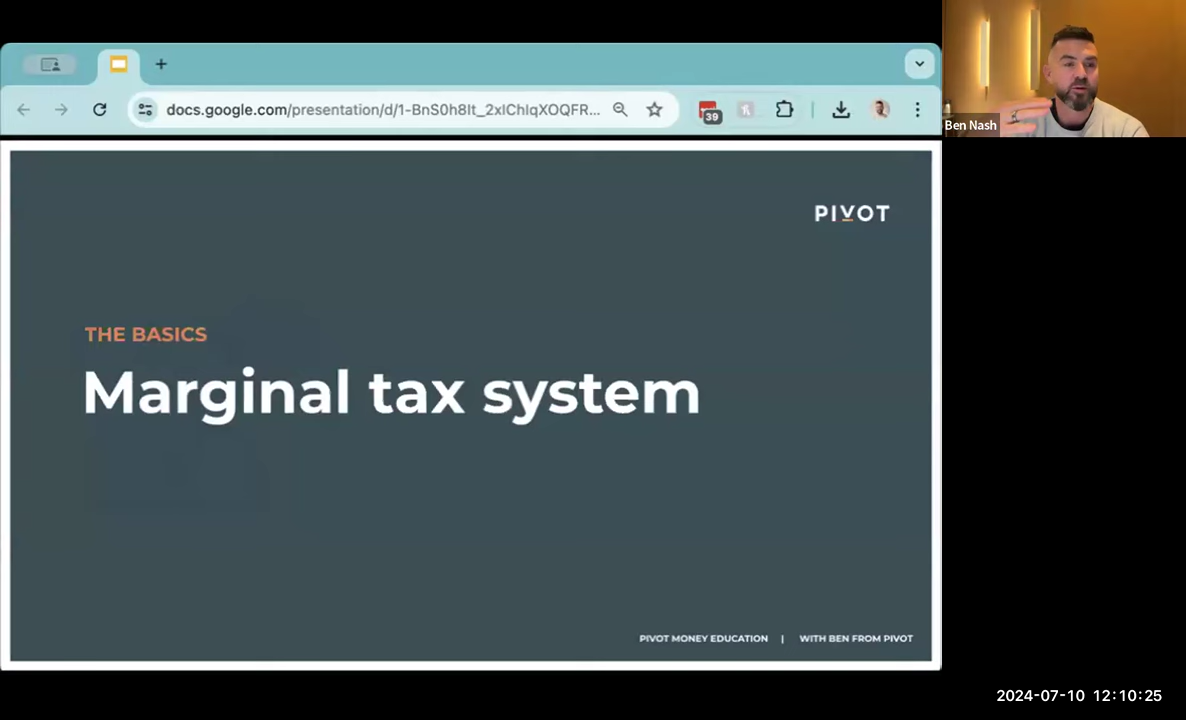 docs.google.com/presentation/d/1-BnS0h8It_2xIChIqXOQFR...
39
Ben Nash
PIVOT
THE BASICS
Marginal tax system
PIVOT MONEY EDUCATION | WITH BEN FROM PIVOT
2024-07-10 12:10:25